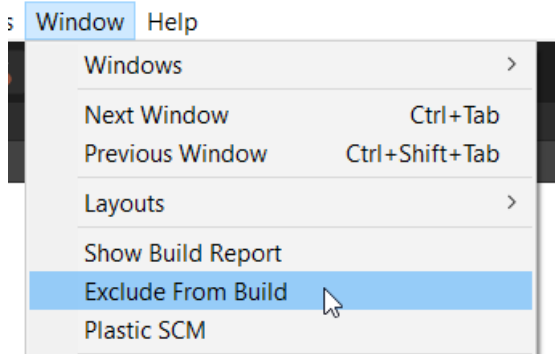 s Window Help
Windows >
Next Window Ctrl+Tab
Previous Window Ctrl+Shift+Tab
Layouts >
Show Build Report
Exclude From Build
Plastic SCM